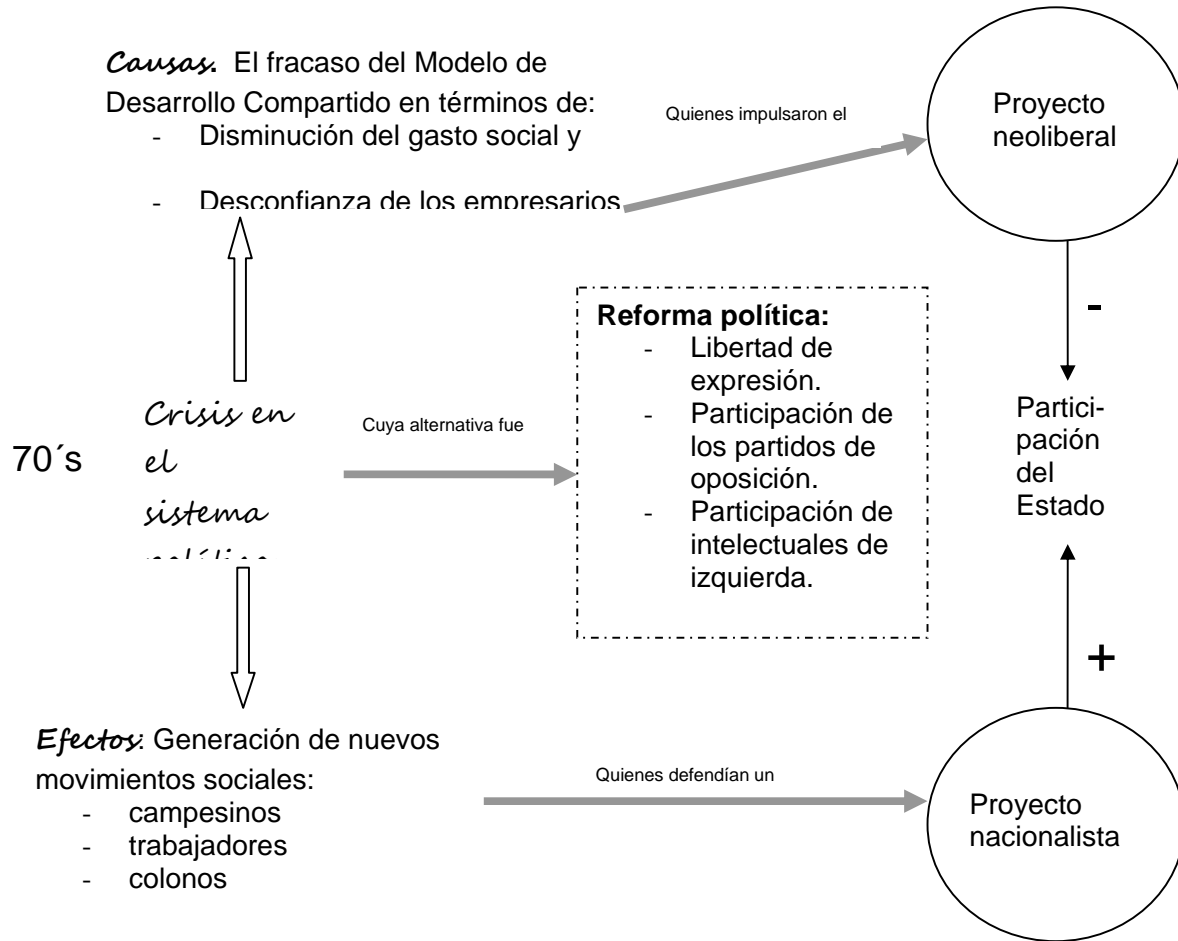 Causas. El fracaso del Modelo de
Desarrollo Compartido en términos de:
- Disminución del gasto social y
- Desconfianza de los empresarios
Quienes impulsaron el
Proyecto
neoliberal
-
Reforma política:
- Libertad de
expresión.
- Participación de
los partidos de
oposición.
- Participación de
intelectuales de
izquierda.
Partici-
pación
del
Estado
+
70´s
Crisis en
el
sistema
Cuya alternativa fue
Efectos: Generación de nuevos
movimientos sociales:
- campesinos
- trabajadores
- colonos
Quienes defendían un
Proyecto
nacionalista